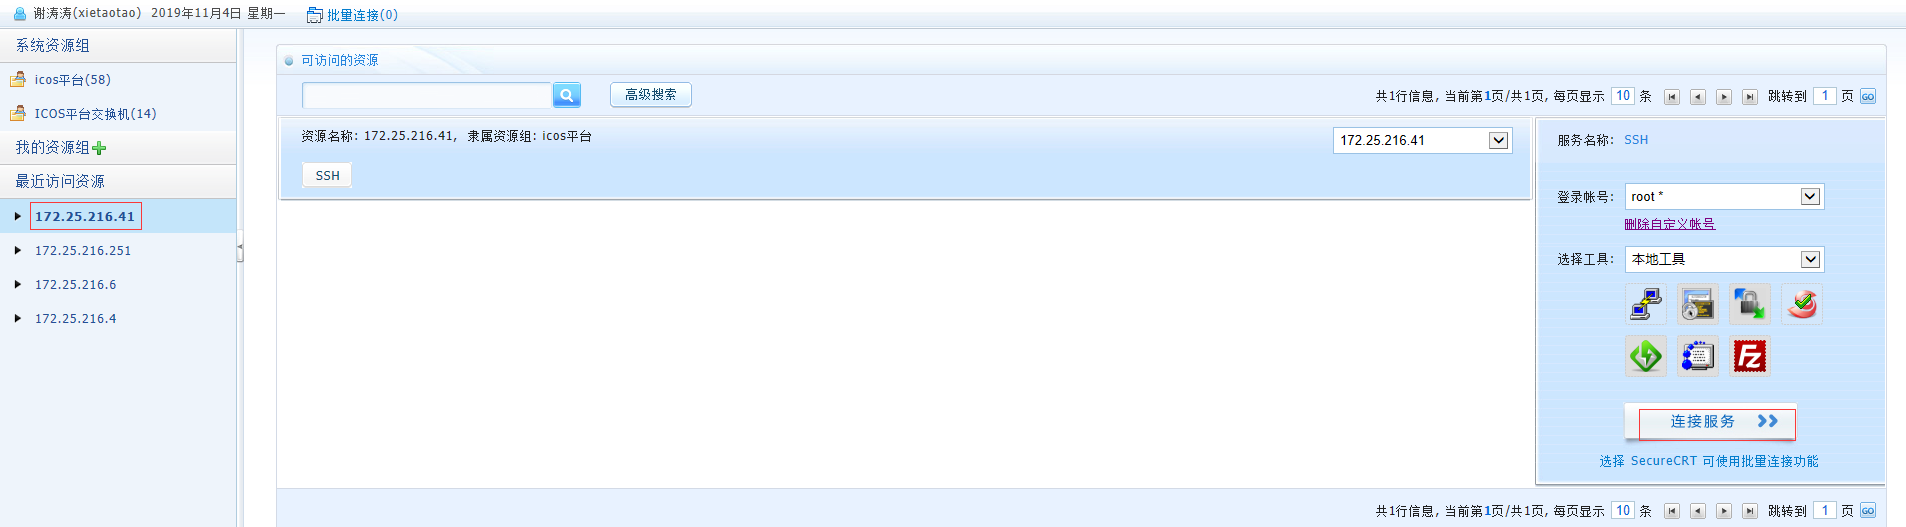 谢涛涛(xietaotao) 2019年11月4日 星期一 批量连接(0)
系统资源组
icos平台(58)
ICOS平台交换机(14)
我的资源组
最近访问资源
172.25.216.41
172.25.216.251
172.25.216.6
172.25.216.4
可访问的资源
高级搜索
共1行信息, 当前第1页/共1页, 每页显示 10 条 跳转到 1 页 GO
资源名称: 172.25.216.41, 隶属资源组: icos平台
172.25.216.41
SSH
服务名称: SSH
登录帐号: root *
删除自定义帐号
选择工具: 本地工具
FZ
连接服务
选择 SecureCRT 可使用批量连接功能
共1行信息, 当前第1页/共1页, 每页显示 10 条 跳转到 1 页 GO